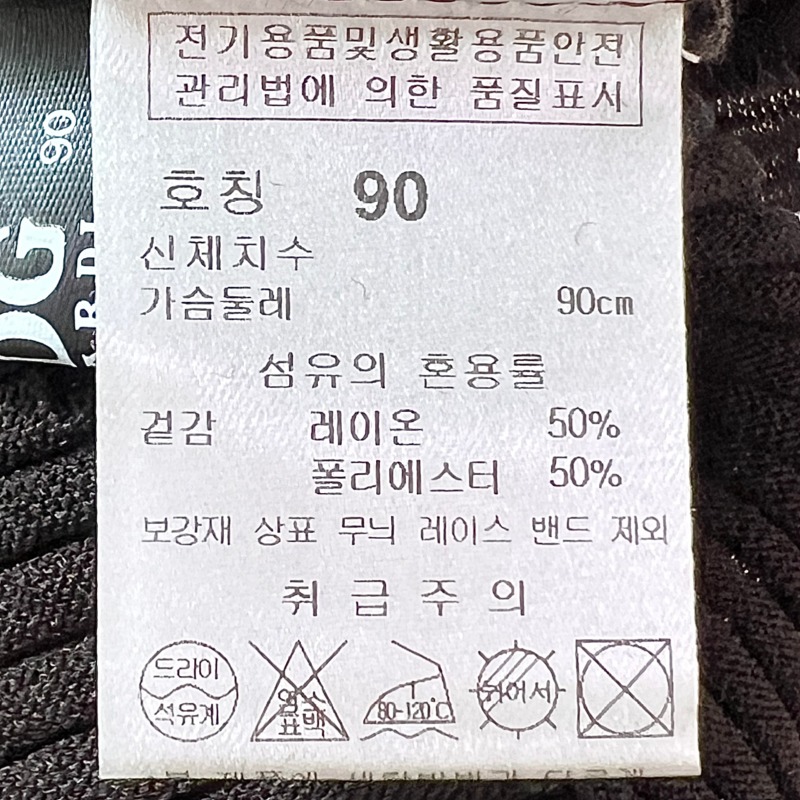 전기용품및생활용품안전
관리법에 의한 품질표시
호칭 90
신체치수
가슴둘레 90cm
섬유의 혼용률
겉감 레이온 50%
폴리에스터 50%
보강재 상표 무늬 레이스 밴드 제외
취급주의
드라이
석유계
염소
표백
80-120℃
뉘어서
90